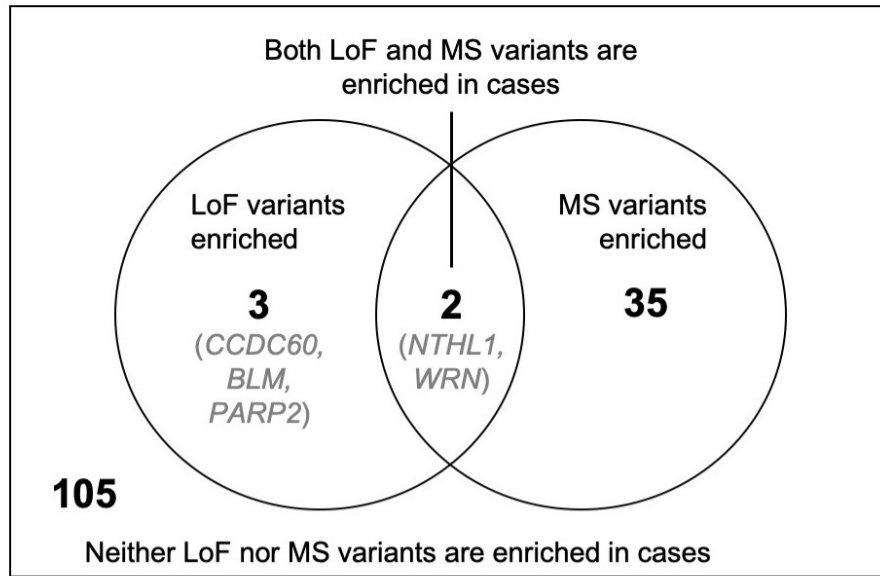 Both LoF and MS variants are
enriched in cases
LoF variants
enriched
3
(CCDC60,
BLM,
PARP2)
2
(NTHL1,
WRN)
MS variants
enriched
35
105
Neither LoF nor MS variants are enriched in cases